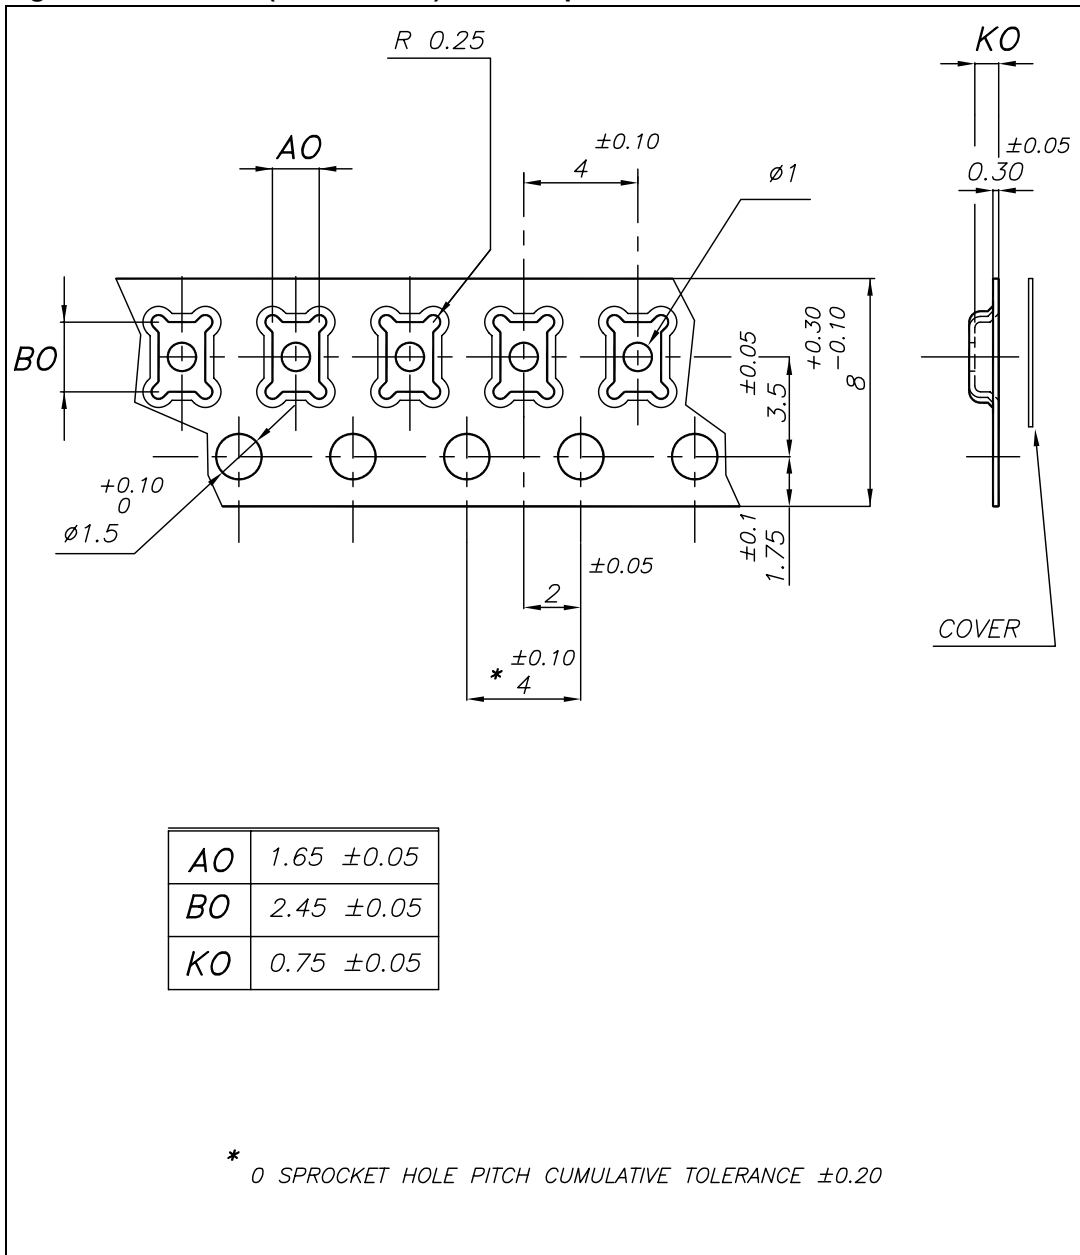 R 0.25
KO
AO
±0.10
4
ø1
±0.05
0.30
BO
±0.05
3.5
+0.30
-0.10
8
+0.10
0
ø1.5
±0.1
1.75
±0.05
2
COVER
±0.10
* 4
AO 1.65 ±0.05
BO 2.45 ±0.05
KO 0.75 ±0.05
* 0 SPROCKET HOLE PITCH CUMULATIVE TOLERANCE ±0.20